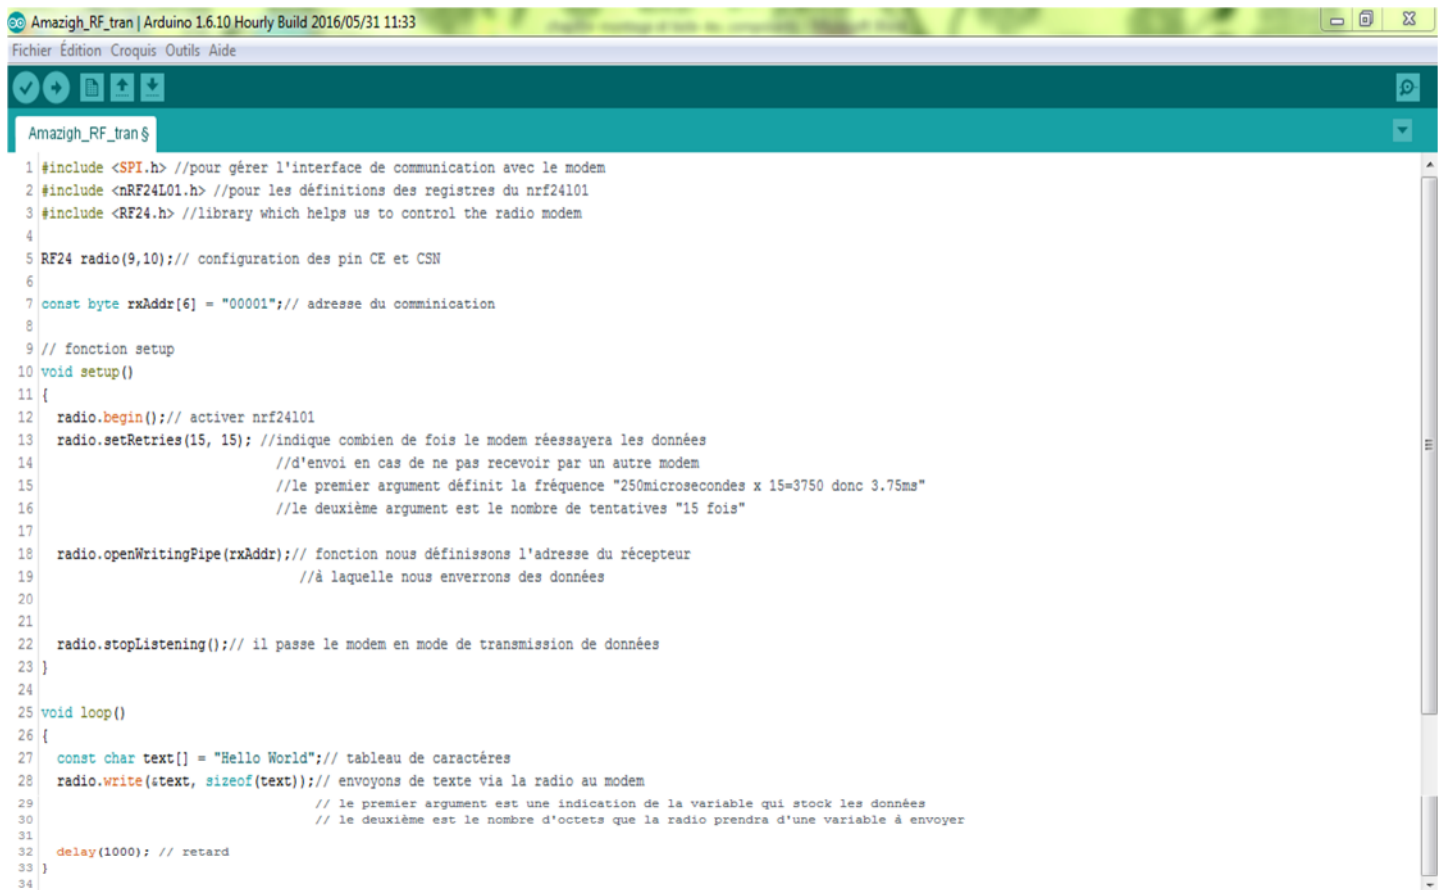 Amazigh_RF_tran | Arduino 1.6.10 Hourly Build 2016/05/31 11:33
Fichier Édition Croquis Outils Aide
Amazigh_RF_tran §
1 #include <SPI.h> //pour gérer l'interface de communication avec le modem
2 #include <nRF24L01.h> //pour les définitions des registres du nrf24l01
3 #include <RF24.h> //library which helps us to control the radio modem
4
5 RF24 radio(9,10);// configuration des pin CE et CSN
6
7 const byte rxAddr[6] = "00001";// adresse du comminication
8
9 // fonction setup
10 void setup()
11 {
12 radio.begin();// activer nrf24l01
13 radio.setRetries(15, 15); //indique combien de fois le modem réessayera les données
14 //d'envoi en cas de ne pas recevoir par un autre modem
15 //le premier argument définit la fréquence "250microsecondes x 15=3750 donc 3.75ms"
16 //le deuxième argument est le nombre de tentatives "15 fois"
17
18 radio.openWritingPipe(rxAddr);// fonction nous définissons l'adresse du récepteur
19 //à laquelle nous enverrons des données
20
21
22 radio.stopListening();// il passe le modem en mode de transmission de données
23 }
24
25 void loop()
26 {
27 const char text[] = "Hello World";// tableau de caractéres
28 radio.write(&text, sizeof(text));// envoyons de texte via la radio au modem
29 // le premier argument est une indication de la variable qui stock les données
30 // le deuxième est le nombre d'octets que la radio prendra d'une variable à envoyer
31
32 delay(1000); // retard
33 }
34